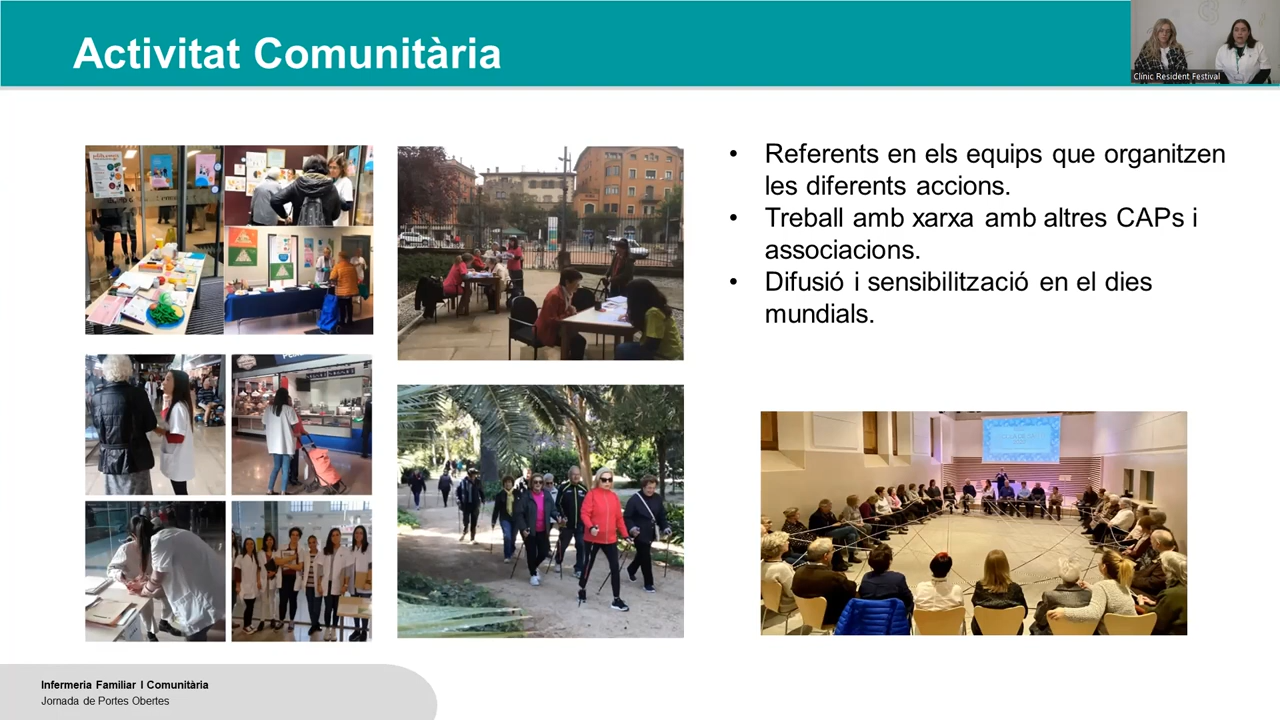 Activitat Comunitària
Clínic Resident Festival
• Referents en els equips que organitzen
les diferents accions.
• Treball amb xarxa amb altres CAPs i
associacions.
• Difusió i sensibilització en el dies
mundials.
Infermeria Familiar I Comunitària
Jornada de Portes Obertes